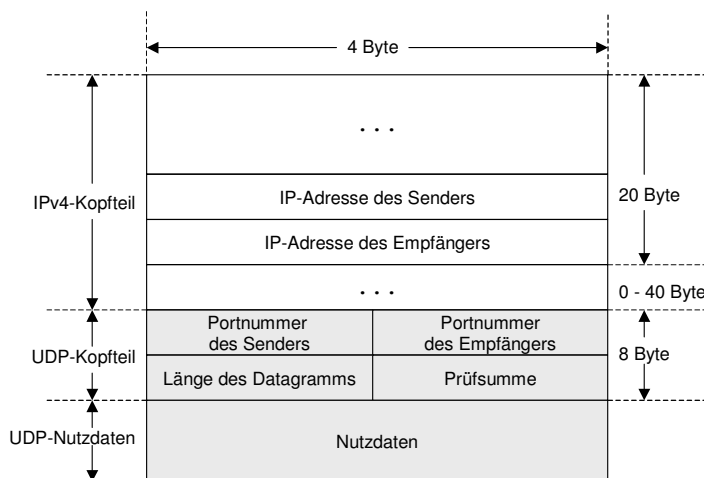 4 Byte
. . .
IP-Adresse des Senders
IPv4-Kopfteil
20 Byte
IP-Adresse des Empfängers
. . .
0 - 40 Byte
Portnummer
des Senders
Portnummer
des Empfängers
UDP-Kopfteil
8 Byte
Länge des Datagramms
Prüfsumme
UDP-Nutzdaten
Nutzdaten